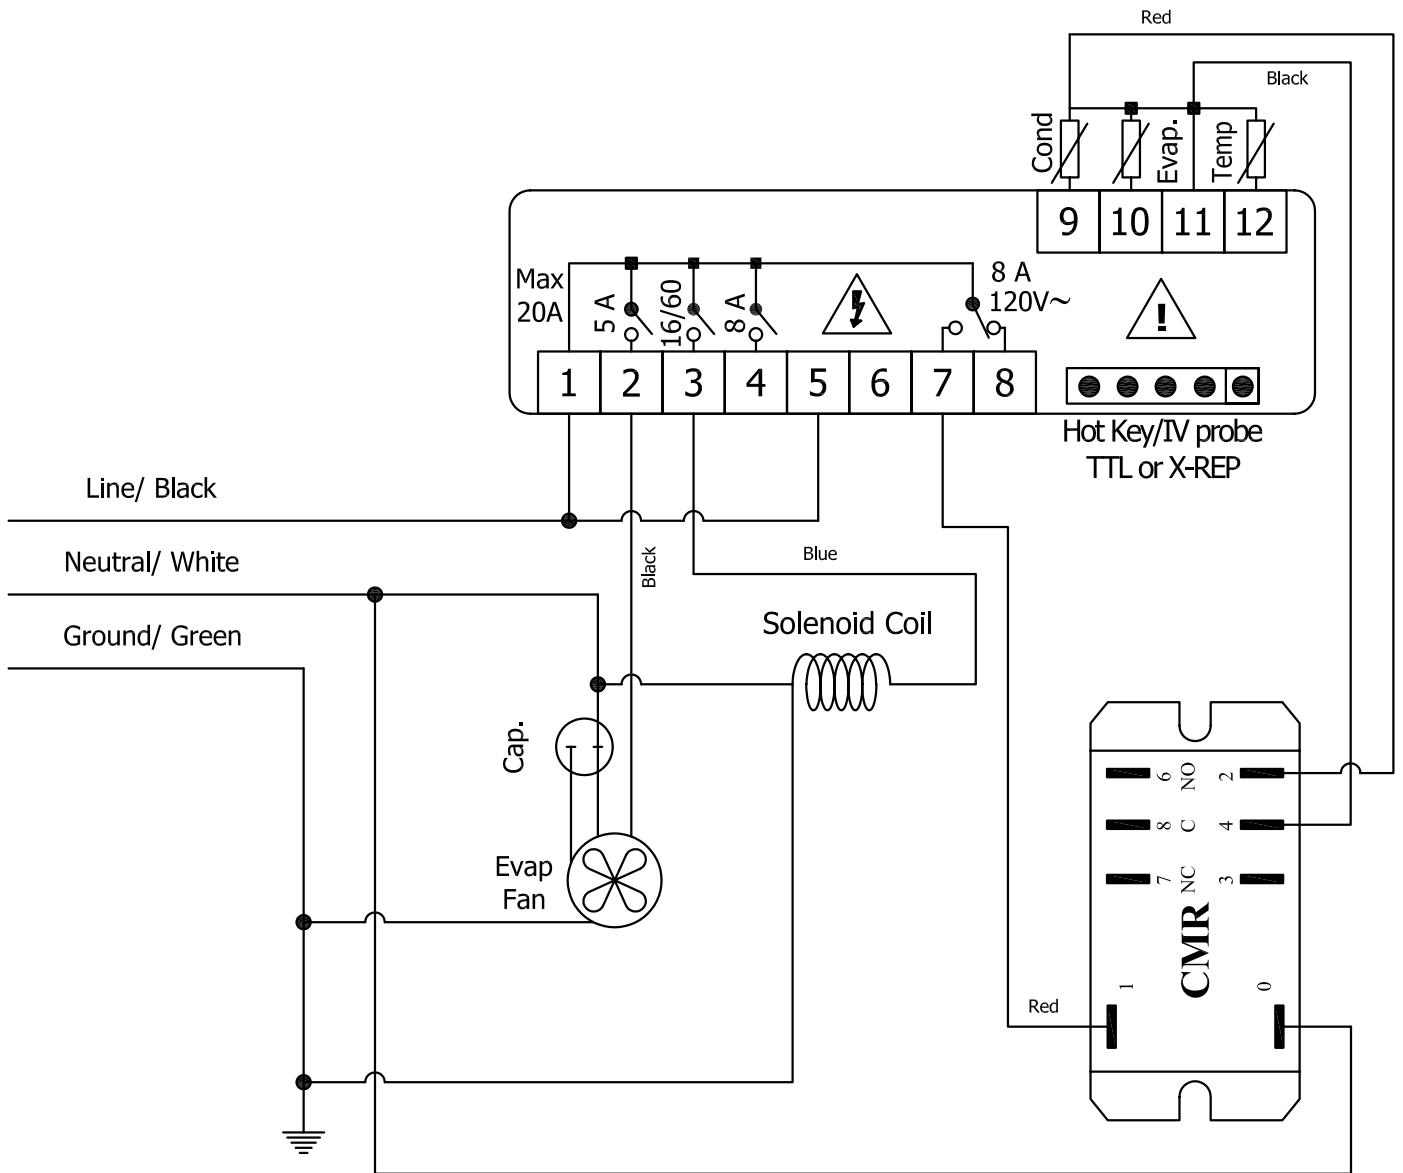 Red
Black
Cond
Evap.
Temp
9 10 11 12
Max
20A
5 A
16/60
8 A
8 A
120V~
!
1 2 3 4 5 6 7 8
Hot Key/IV probe
TTL or X-REP
Line/ Black
Neutral/ White
Ground/ Green
Black
Blue
Solenoid Coil
Cap.
Evap
Fan
6 NO 2
8 C 4
7 NC 3
CMR
1 0
Red